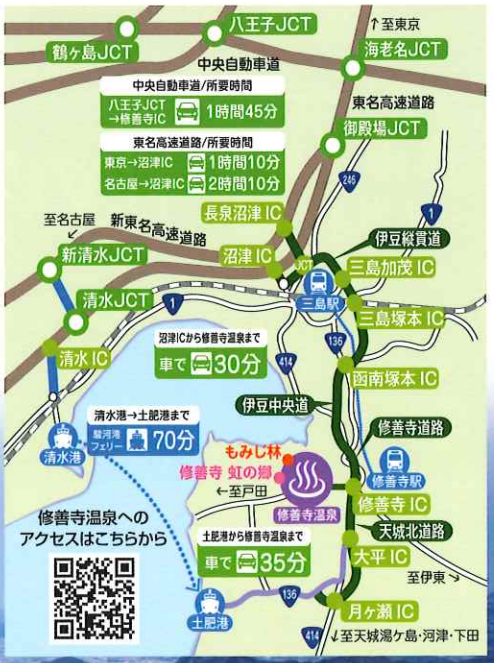 八王子JCT
↗至東京
鶴ヶ島JCT
海老名JCT
中央自動車道
中央自動車道/所要時間
八王子JCT
→修善寺IC 1時間45分
東名高速道路
御殿場JCT
東名高速道路/所要時間
東京→沼津IC 1時間10分
名古屋→沼津IC 2時間10分
246
1
長泉沼津IC
至名古屋
↙
新東名高速道路
伊豆縦貫道
新清水JCT
沼津IC
JCT
三島加茂IC
三島駅
清水JCT
1
三島塚本IC
沼津ICから修善寺温泉まで
車で30分
136
414
清水IC
函南塚本IC
伊豆中央道
清水港→土肥港まで
駿河湾
フェリー 70分
修善寺道路
清水港
もみじ林
修善寺 虹の郷
←至戸田
修善寺駅
修善寺温泉
修善寺IC
修善寺温泉への
アクセスはこちらから
天城北道路
土肥港から修善寺温泉まで
車で35分
大平IC
至伊東↘
土肥港
136
月ヶ瀬IC
414
↓至天城湯ケ島・河津・下田